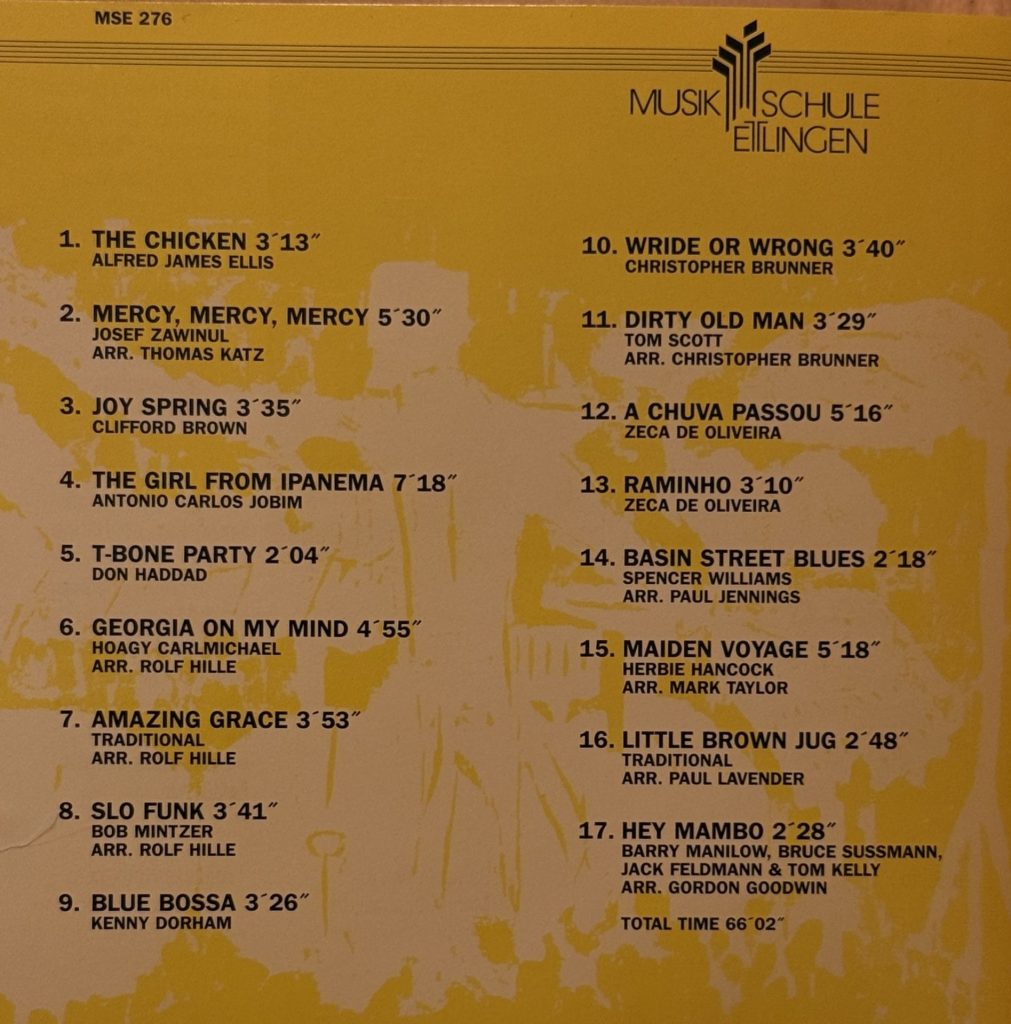 MSE 276
MUSIK SCHULE
ETTLINGEN
1. THE CHICKEN 3´13˝
ALFRED JAMES ELLIS
2. MERCY, MERCY, MERCY 5´30˝
JOSEF ZAWINUL
ARR. THOMAS KATZ
3. JOY SPRING 3´35˝
CLIFFORD BROWN
4. THE GIRL FROM IPANEMA 7´18˝
ANTONIO CARLOS JOBIM
5. T-BONE PARTY 2´04˝
DON HADDAD
6. GEORGIA ON MY MIND 4´55˝
HOAGY CARLMICHAEL
ARR. ROLF HILLE
7. AMAZING GRACE 3´53˝
TRADITIONAL
ARR. ROLF HILLE
8. SLO FUNK 3´41˝
BOB MINTZER
ARR. ROLF HILLE
9. BLUE BOSSA 3´26˝
KENNY DORHAM
10. WRIDE OR WRONG 3´40˝
CHRISTOPHER BRUNNER
11. DIRTY OLD MAN 3´29˝
TOM SCOTT
ARR. CHRISTOPHER BRUNNER
12. A CHUVA PASSOU 5´16˝
ZECA DE OLIVEIRA
13. RAMINHO 3´10˝
ZECA DE OLIVEIRA
14. BASIN STREET BLUES 2´18˝
SPENCER WILLIAMS
ARR. PAUL JENNINGS
15. MAIDEN VOYAGE 5´18˝
HERBIE HANCOCK
ARR. MARK TAYLOR
16. LITTLE BROWN JUG 2´48˝
TRADITIONAL
ARR. PAUL LAVENDER
17. HEY MAMBO 2´28˝
BARRY MANILOW, BRUCE SUSSMANN,
JACK FELDMANN & TOM KELLY
ARR. GORDON GOODWIN
TOTAL TIME 66´02˝